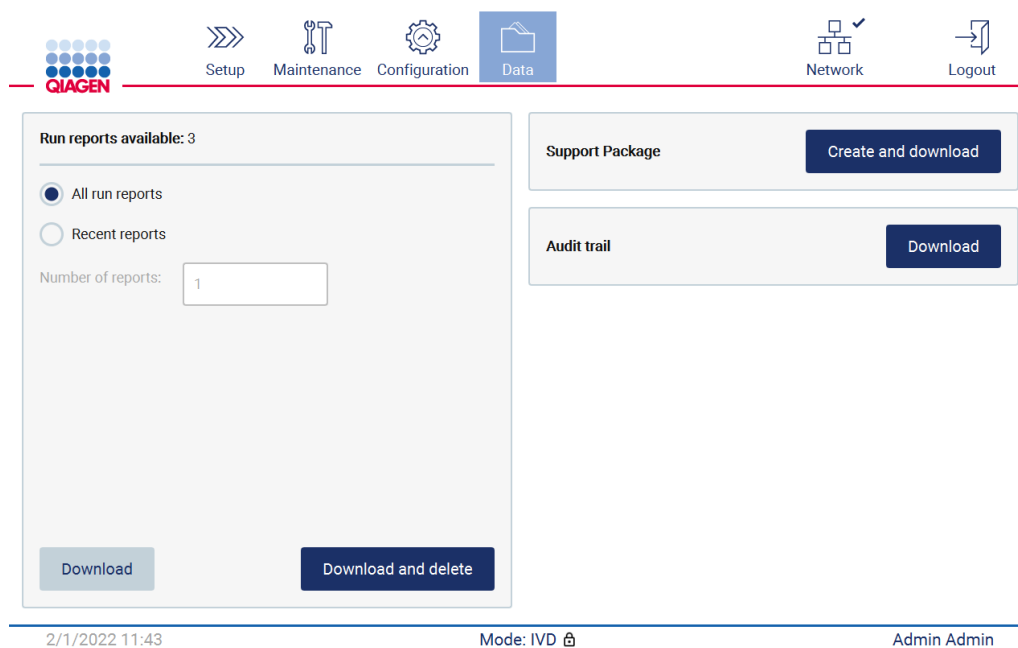 QIAGEN
Setup Maintenance Configuration Data Network Logout
Run reports available: 3
All run reports
Recent reports
Number of reports: 1
Download Download and delete
Support Package Create and download
Audit trail Download
2/1/2022 11:43 Mode: IVD Admin Admin